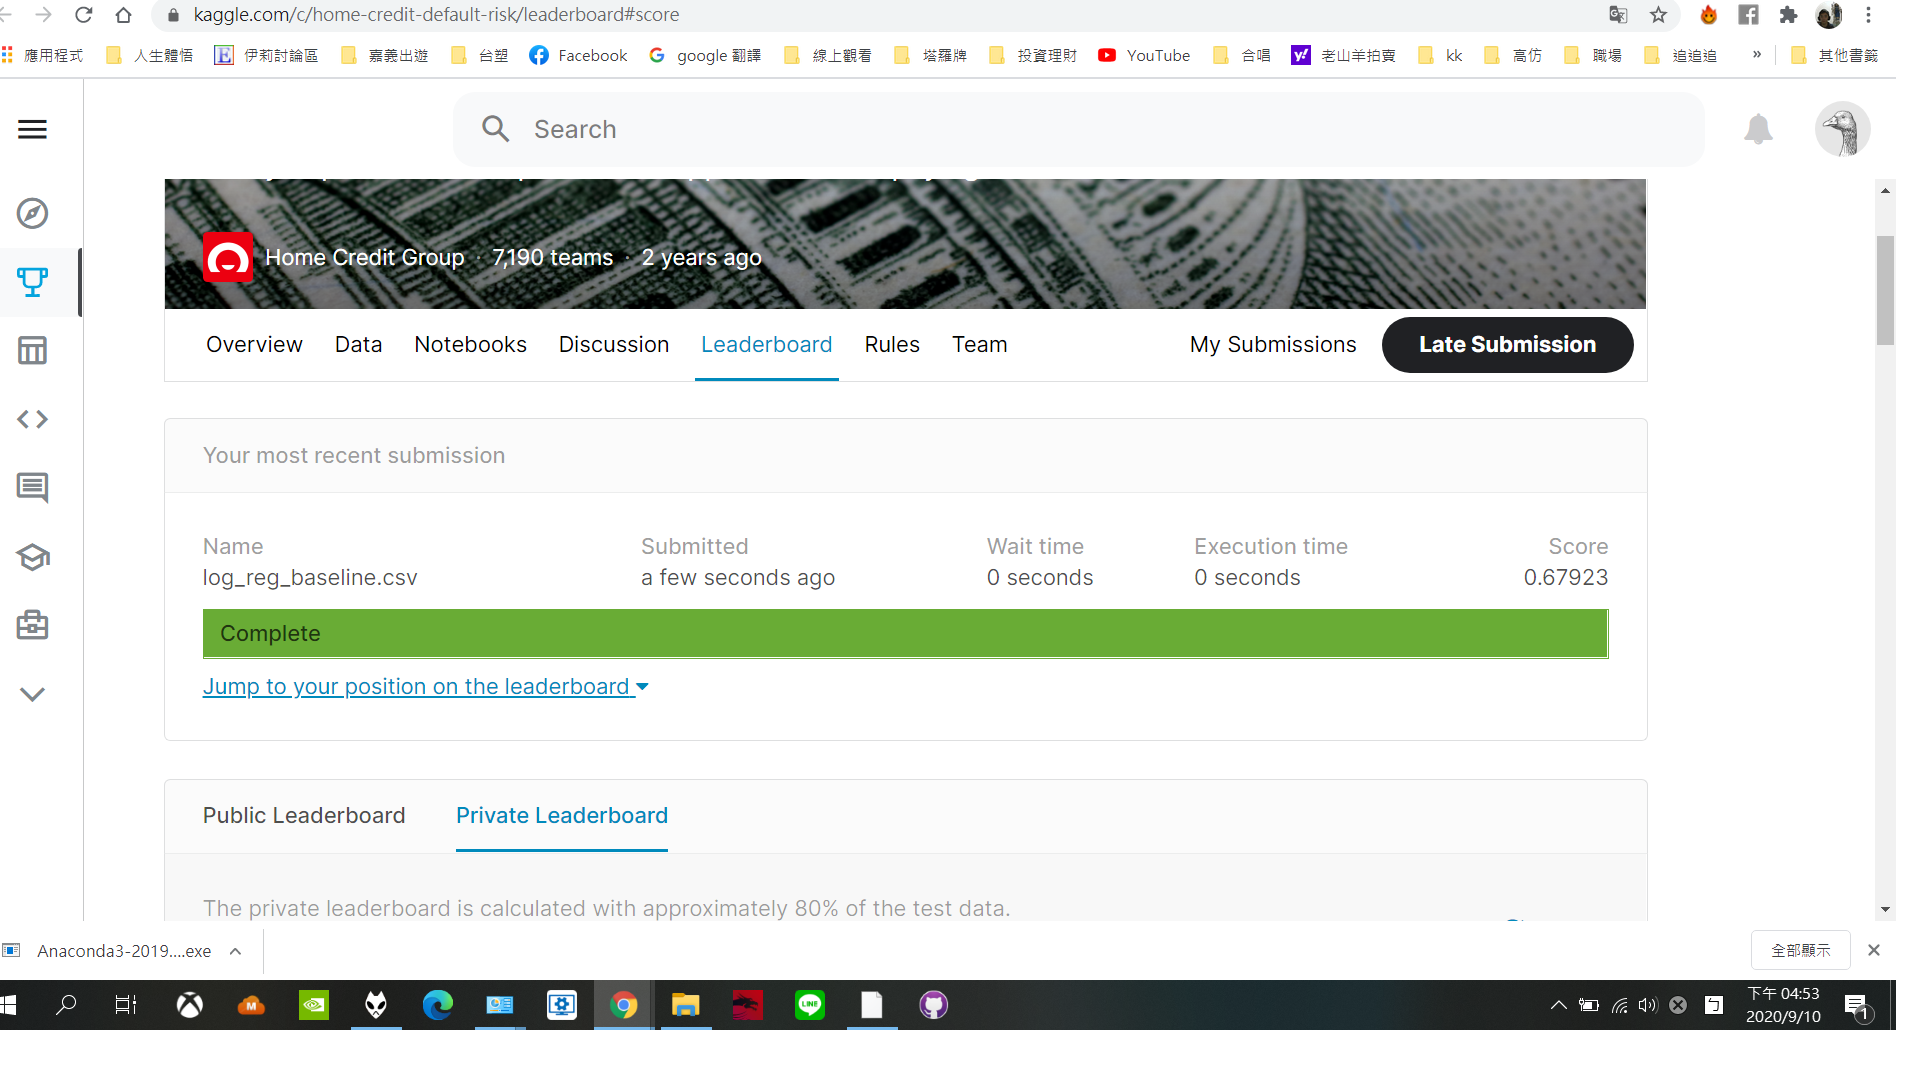 kaggle.com/c/home-credit-default-risk/leaderboard#score
應用程式 人生體悟 伊莉討論區 嘉義出遊 台塑 Facebook google 翻譯 線上觀看 塔羅牌 投資理財 YouTube 合唱 老山羊拍賣 kk 高仿 職場 追追追 » 其他書籤
Search
Home Credit Group · 7,190 teams · 2 years ago
Overview Data Notebooks Discussion Leaderboard Rules Team My Submissions Late Submission
Your most recent submission
Name Submitted Wait time Execution time Score
log_reg_baseline.csv a few seconds ago 0 seconds 0 seconds 0.67923
Complete
Jump to your position on the leaderboard
Public Leaderboard Private Leaderboard
The private leaderboard is calculated with approximately 80% of the test data.
Anaconda3-2019....exe 全部顯示
下午 04:53
2020/9/10
1